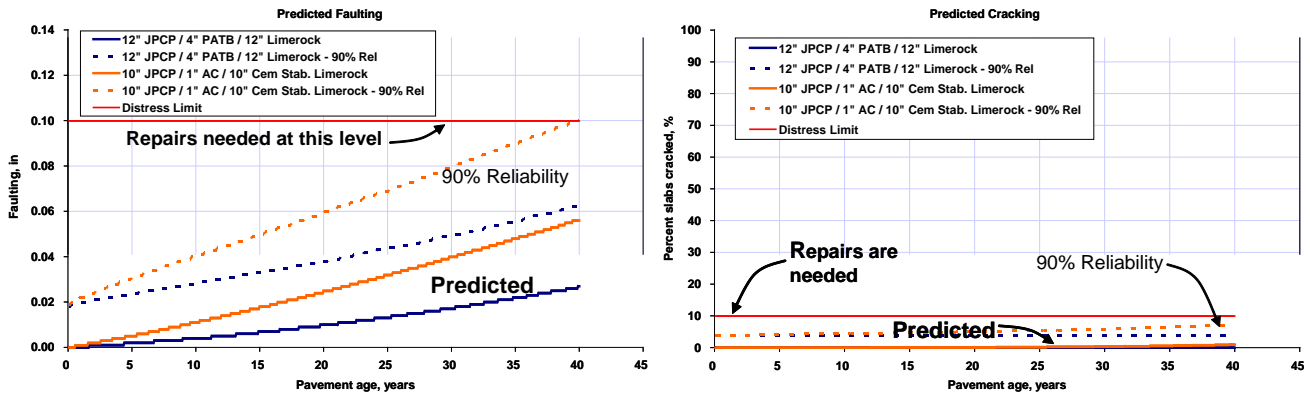 Predicted Faulting
0.14
0.12
0.10
0.08
0.06
0.04
0.02
0.00
Faulting, in
12" JPCP / 4" PATB / 12" Limerock
12" JPCP / 4" PATB / 12" Limerock - 90% Rel
10" JPCP / 1" AC / 10" Cem Stab. Limerock
10" JPCP / 1" AC / 10" Cem Stab. Limerock - 90% Rel
Distress Limit
Repairs needed at this level
90% Reliability
Predicted
0 5 10 15 20 25 30 35 40 45
Pavement age, years
Predicted Cracking
100
90
80
70
60
50
40
30
20
10
0
Percent slabs cracked, %
12" JPCP / 4" PATB / 12" Limerock
12" JPCP / 4" PATB / 12" Limerock - 90% Rel
10" JPCP / 1" AC / 10" Cem Stab. Limerock
10" JPCP / 1" AC / 10" Cem Stab. Limerock - 90% Rel
Distress Limit
Repairs are
needed
90% Reliability
Predicted
0 5 10 15 20 25 30 35 40 45
Pavement age, years